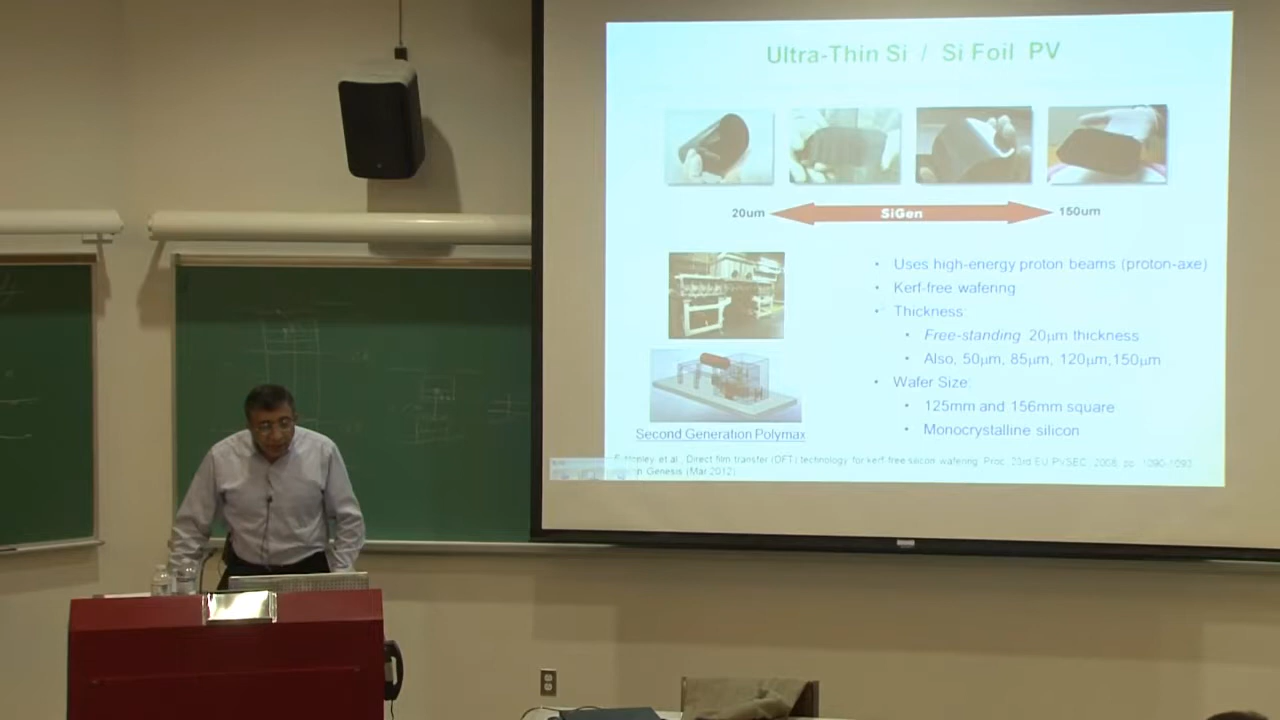 Ultra-Thin Si / Si Foil PV
20um
SiGen
150um
• Uses high-energy proton beams (proton-axe)
• Kerf-free wafering
• Thickness:
• Free-standing 20µm thickness
• Also, 50µm, 85µm, 120µm,150µm
• Wafer Size:
• 125mm and 156mm square
• Monocrystalline silicon
Second Generation Polymax
et al., Direct film transfer (DFT) technology for kerf-free silicon wafering, Proc. 23rd EU PVSEC, 2008, pp. 1090-1093.
Genesis (Mar.2012)